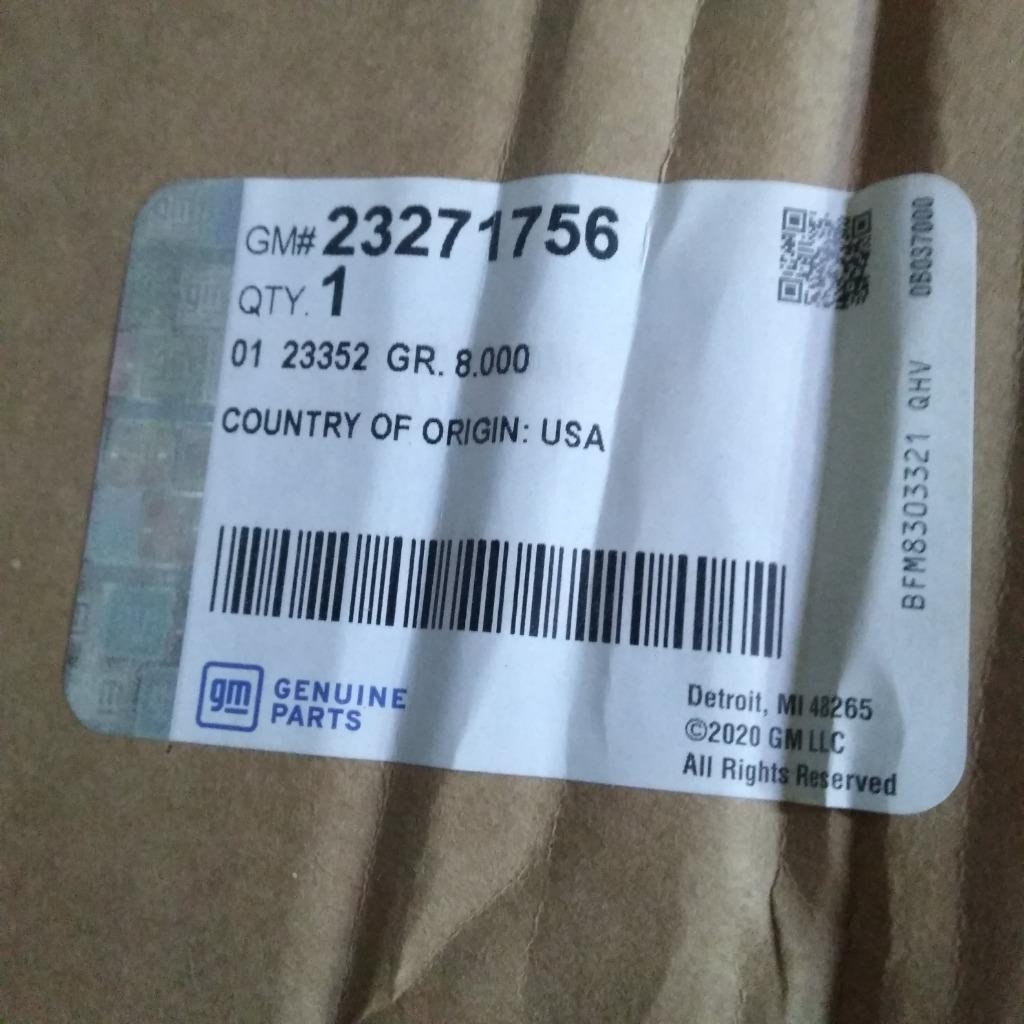 GM# 23271756
QTY. 1
01 23352 GR. 8.000
COUNTRY OF ORIGIN: USA
gm GENUINE
PARTS
Detroit, MI 48265
©2020 GM LLC
All Rights Reserved
BFM8303321 QHV 0B037000